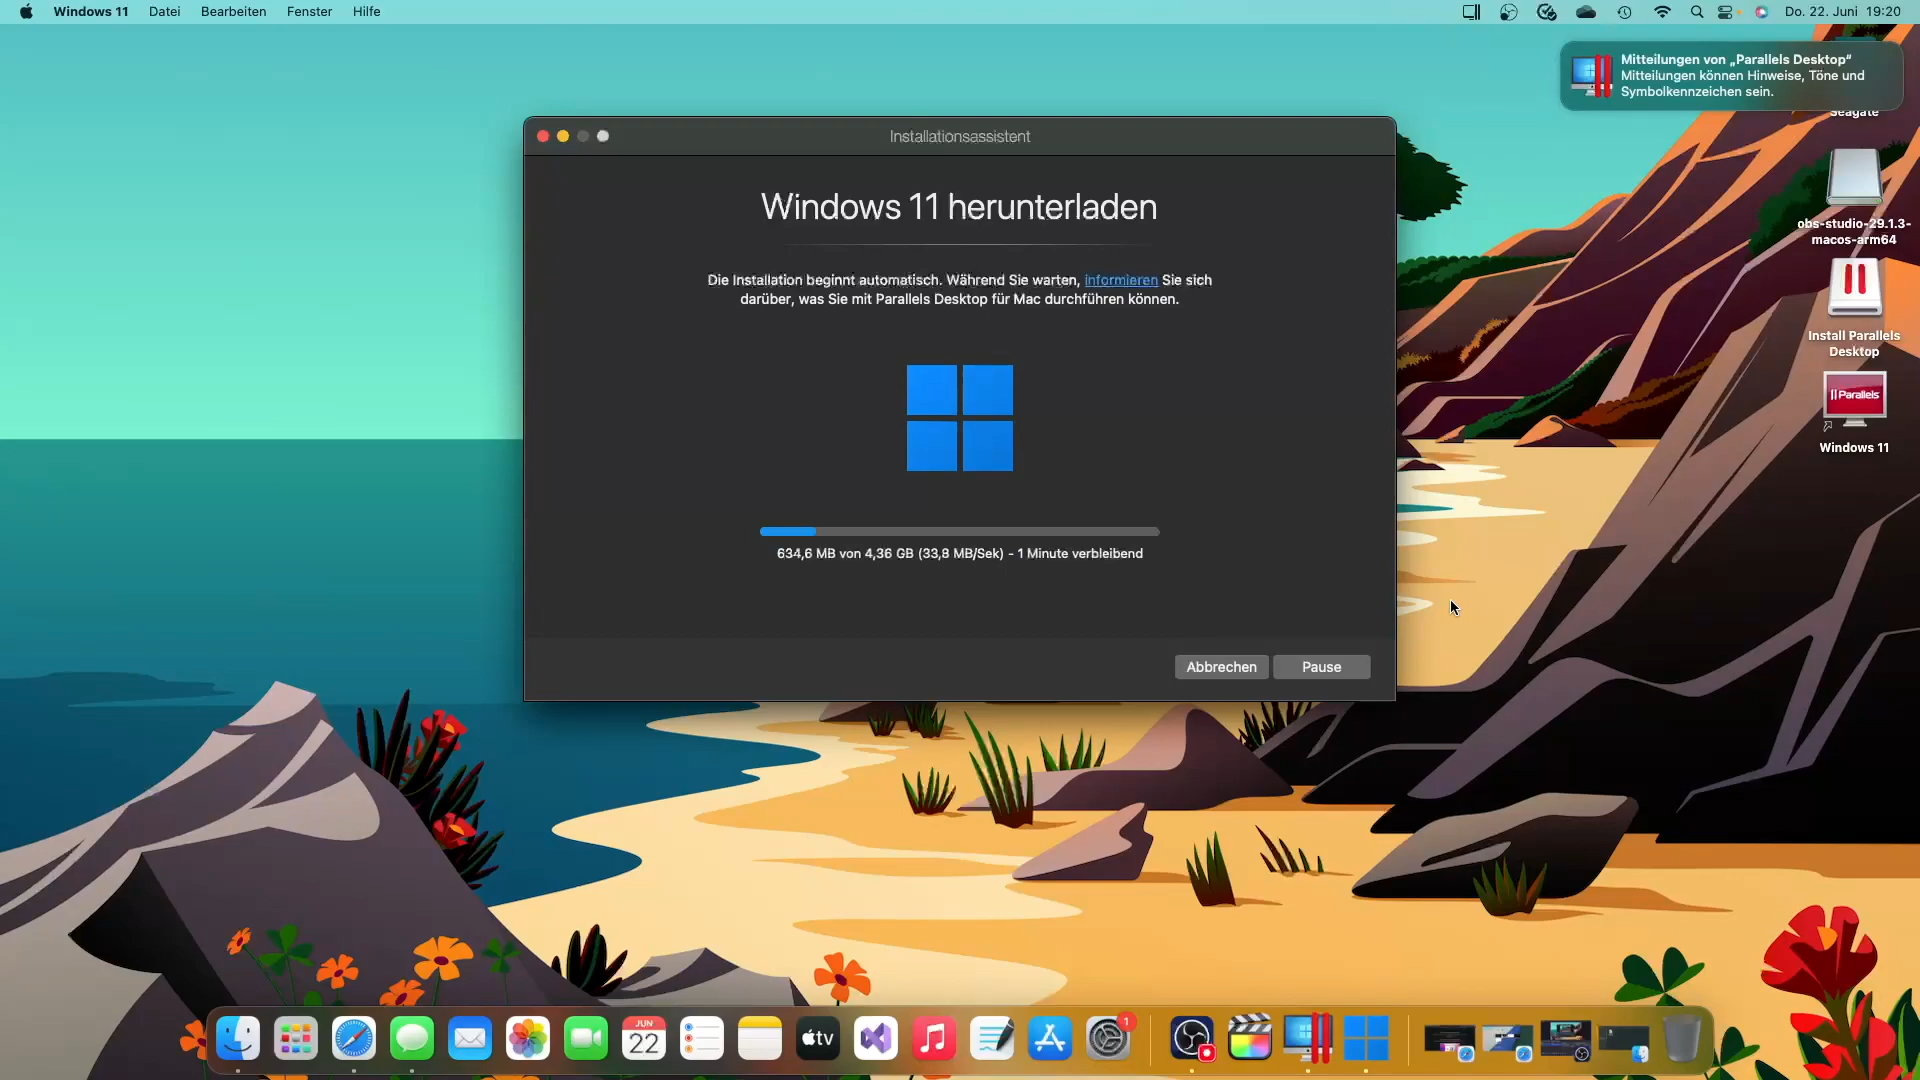 Windows 11 Datei Bearbeiten Fenster Hilfe
Do. 22. Juni 19:20
Mitteilungen von „Parallels Desktop“
Mitteilungen können Hinweise, Töne und
Symbolkennzeichen sein.
Seagate
obs-studio-29.1.3-
macos-arm64
Install Parallels
Desktop
Parallels
Windows 11
Installationsassistent
Windows 11 herunterladen
Die Installation beginnt automatisch. Während Sie warten, informieren Sie sich
darüber, was Sie mit Parallels Desktop für Mac durchführen können.
634,6 MB von 4,36 GB (33,8 MB/Sek) - 1 Minute verbleibend
Abbrechen Pause
JUN
22
tv
1